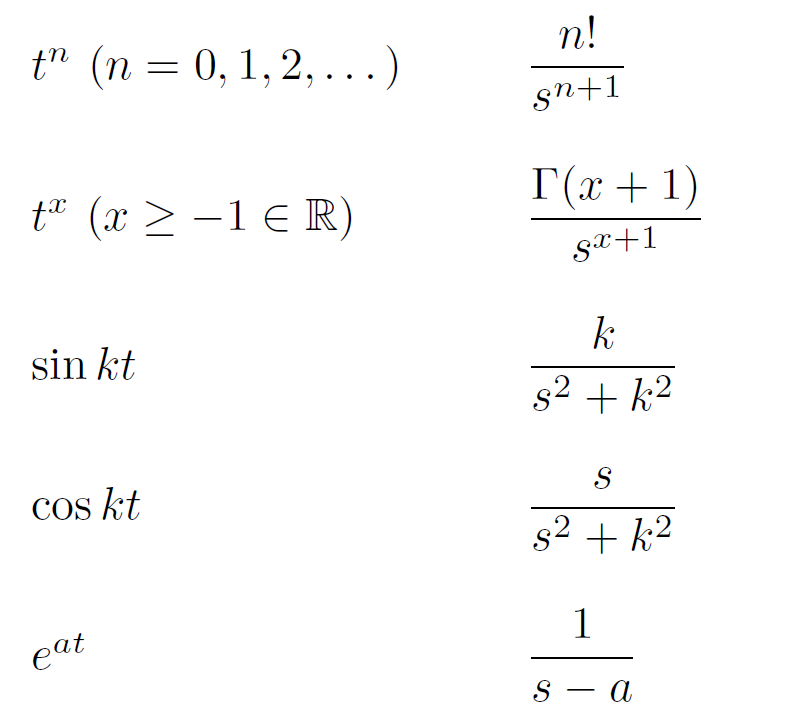 tⁿ (n = 0, 1, 2, . . . ) n!/sⁿ⁺¹
tˣ (x ≥ −1 ∈ ℝ) Γ(x + 1)/sˣ⁺¹
sin kt k/(s² + k²)
cos kt s/(s² + k²)
eᵃᵗ 1/(s − a)